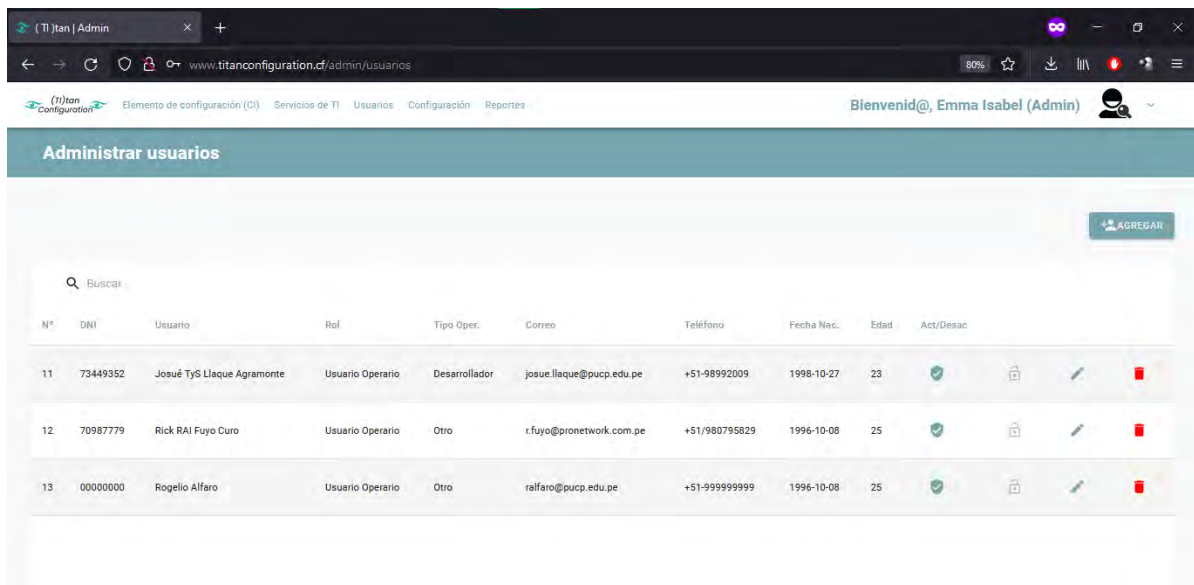 ( TI )tan | Admin
www.titanconfiguration.cf/admin/usuarios
80%
(TI)tan
Configuration
Elemento de configuración (CI) Servicios de TI Usuarios Configuración Reportes
Bienvenid@, Emma Isabel (Admin)
Administrar usuarios
AGREGAR
Buscar
N° DNI Usuario Rol Tipo Oper. Correo Teléfono Fecha Nac. Edad Act/Desac
11 73449352 Josué TyS Llaque Agramonte Usuario Operario Desarrollador josue.llaque@pucp.edu.pe +51-98992009 1998-10-27 23
12 70987779 Rick RAI Fuyo Curo Usuario Operario Otro r.fuyo@pronetwork.com.pe +51/980795829 1996-10-08 25
13 00000000 Rogelio Alfaro Usuario Operario Otro ralfaro@pucp.edu.pe +51-999999999 1996-10-08 25